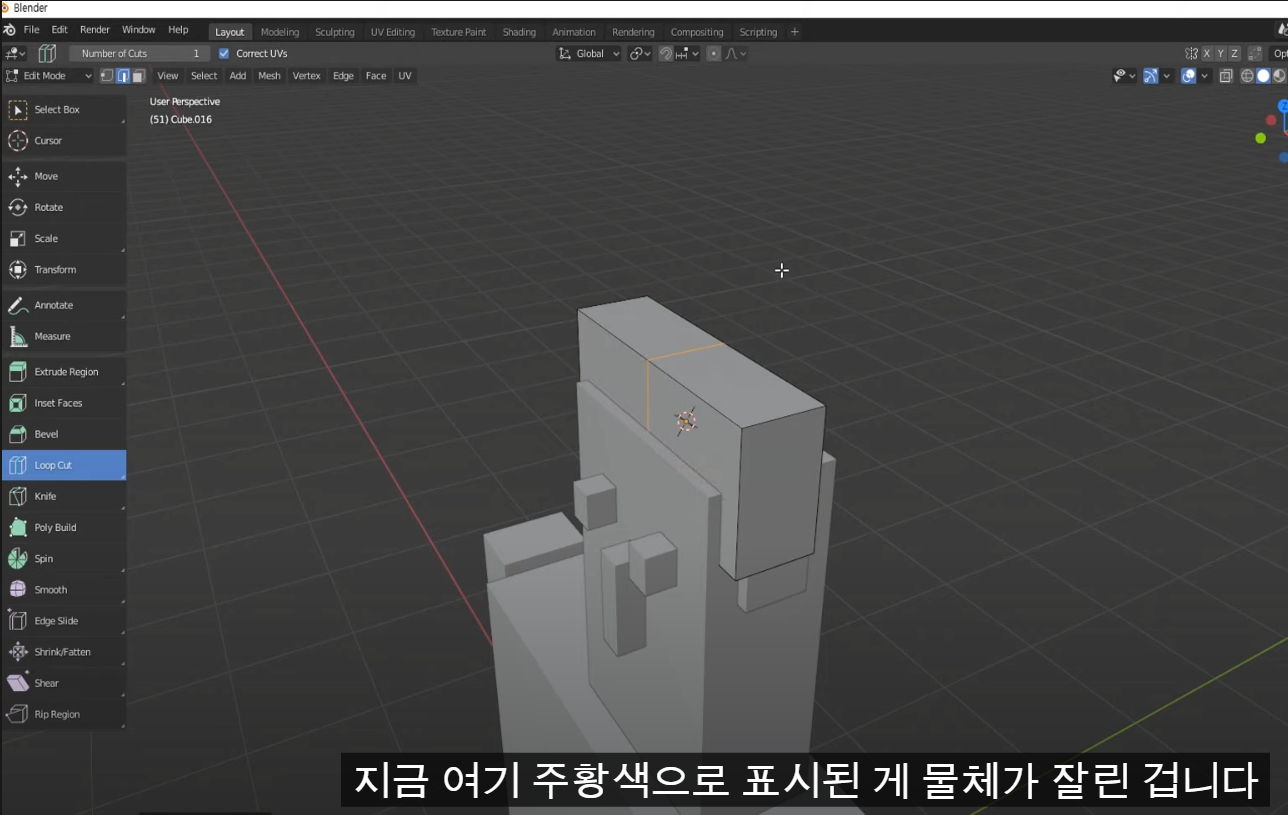 Blender
File Edit Render Window Help Layout Modeling Sculpting UV Editing Texture Paint Shading Animation Rendering Compositing Scripting +
Number of Cuts 1 Correct UVs Global X Y Z
Edit Mode View Select Add Mesh Vertex Edge Face UV
User Perspective
(51) Cube.016
Select Box
Cursor
Move
Rotate
Scale
Transform
Annotate
Measure
Extrude Region
Inset Faces
Bevel
Loop Cut
Knife
Poly Build
Spin
Smooth
Edge Slide
Shrink/Fatten
Shear
Rip Region
지금 여기 주황색으로 표시된 게 물체가 잘린 겁니다